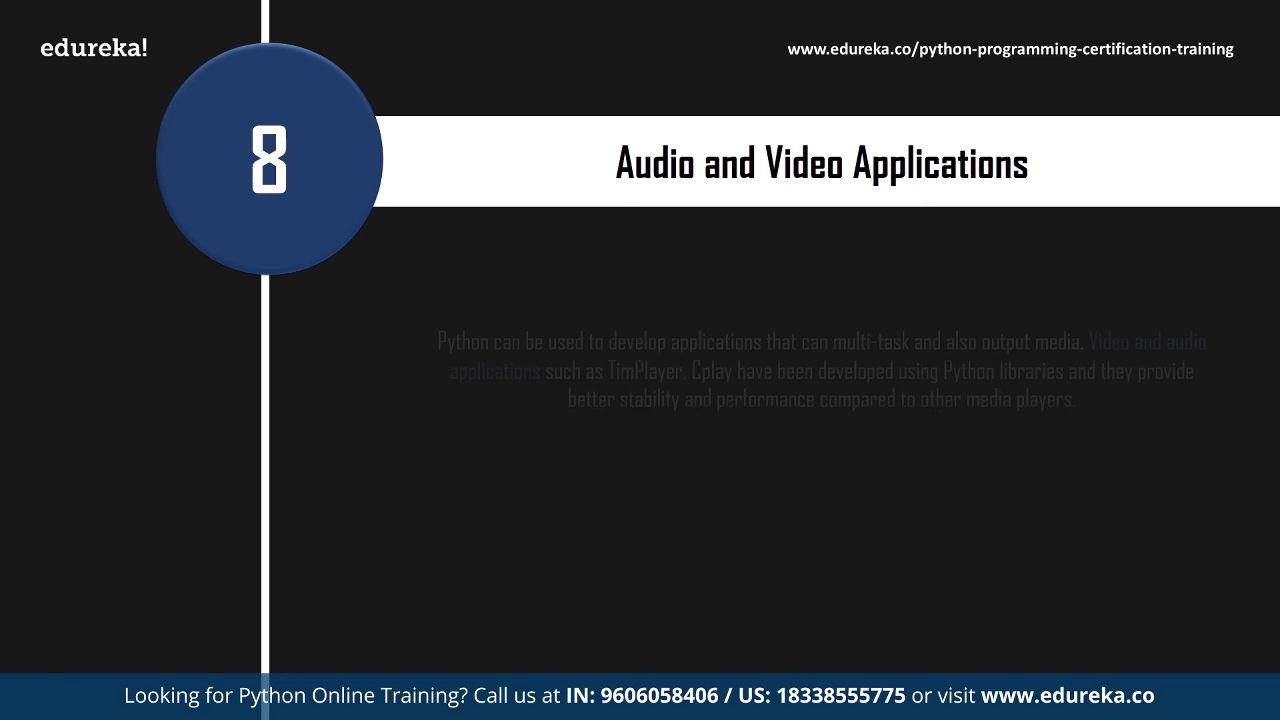 edureka!
www.edureka.co/python-programming-certification-training
8
Audio and Video Applications
Python can be used to develop applications that can multi-task and also output media. Video and audio
applications such as TimPlayer, Cplay have been developed using Python libraries and they provide
better stability and performance compared to other media players.
Looking for Python Online Training? Call us at IN: 9606058406 / US: 18338555775 or visit www.edureka.co